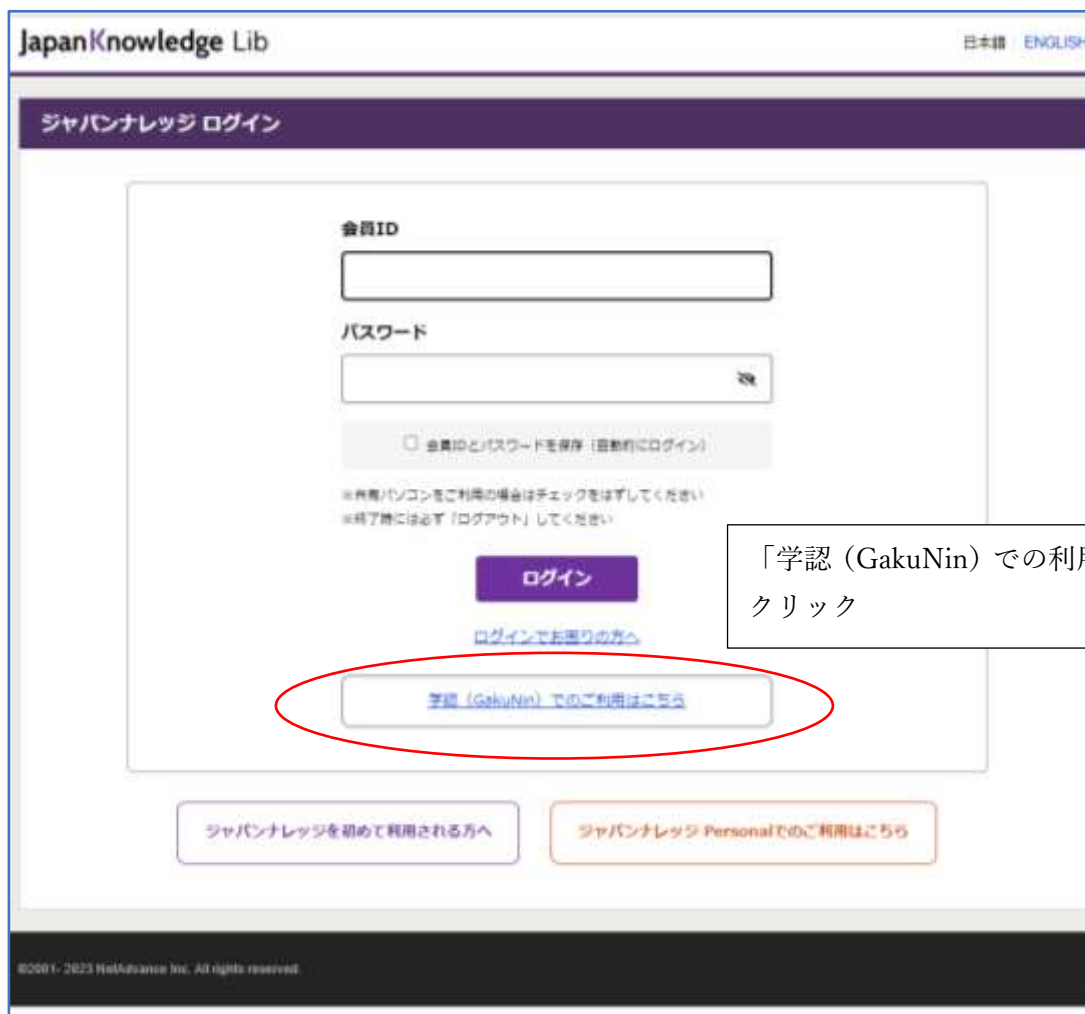 JapanKnowledge Lib
日本語 ENGLISH
ジャパンナレッジ ログイン
会員ID
パスワード
会員IDとパスワードを保存（自動的にログイン）
※共有パソコンをご利用の場合はチェックをはずしてください
※終了時には必ず「ログアウト」してください
ログイン
「学認（GakuNin）での利用
クリック
ログインでお困りの方へ
学認（GakuNin）でのご利用はこちら
ジャパンナレッジを初めて利用される方へ
ジャパンナレッジ Personalでのご利用はこちら
©2001- 2023 NetAdvance Inc. All rights reserved.